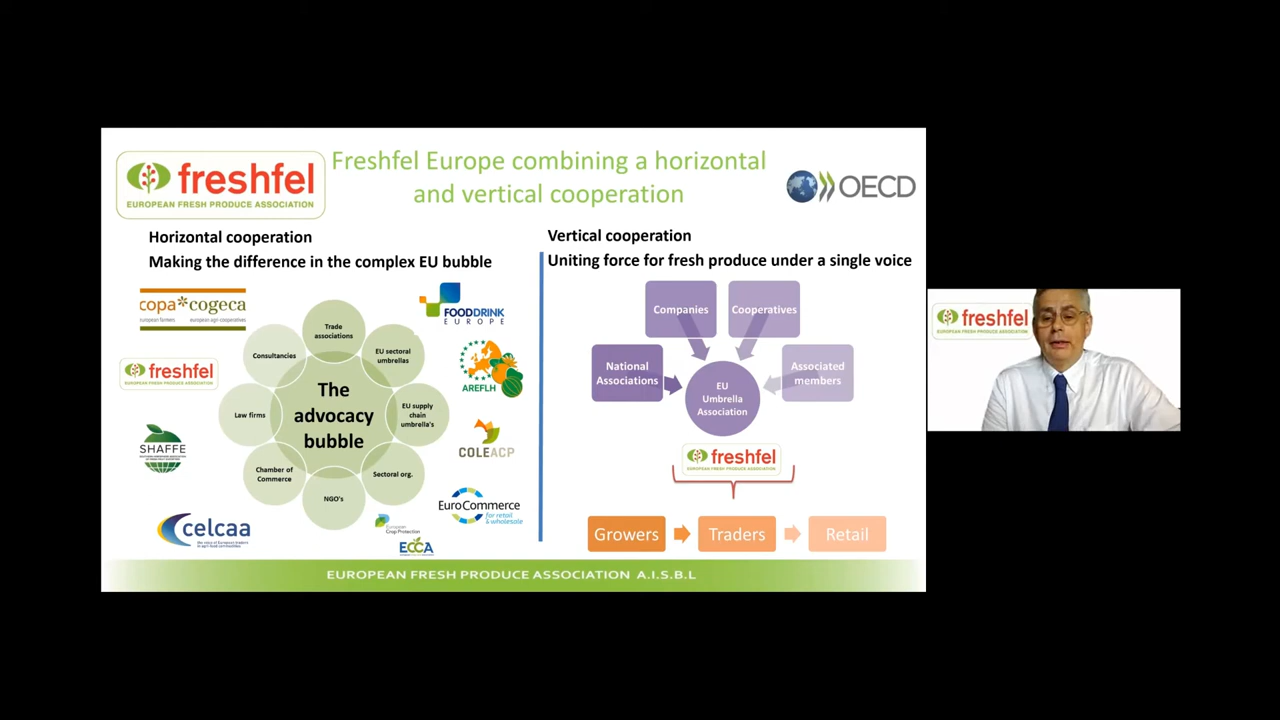 freshfel
EUROPEAN FRESH PRODUCE ASSOCIATION
Freshfel Europe combining a horizontal
and vertical cooperation
OECD
Horizontal cooperation
Making the difference in the complex EU bubble
copa*cogeca
european farmers
european agri-cooperatives
freshfel
EUROPEAN FRESH PRODUCE ASSOCIATION
SHAFFE
celcaa
The
advocacy
bubble
Trade
associations
EU sectoral
umbrellas
EU supply
chain
umbrella's
Sectoral org.
NGO's
Chamber of
Commerce
Law firms
Consultancies
FOODDRINK
EUROPE
AREFLH
COLEACP
EuroCommerce
for retail
& wholesale
European
Crop Protection
ECCA
Vertical cooperation
Uniting force for fresh produce under a single voice
Companies
Cooperatives
National
Associations
Associated
members
EU
Umbrella
Association
freshfel
EUROPEAN FRESH PRODUCE ASSOCIATION
Growers
Traders
Retail
EUROPEAN FRESH PRODUCE ASSOCIATION A.I.S.B.L
freshfel
EUROPEAN FRESH PRODUCE ASSOCIATION